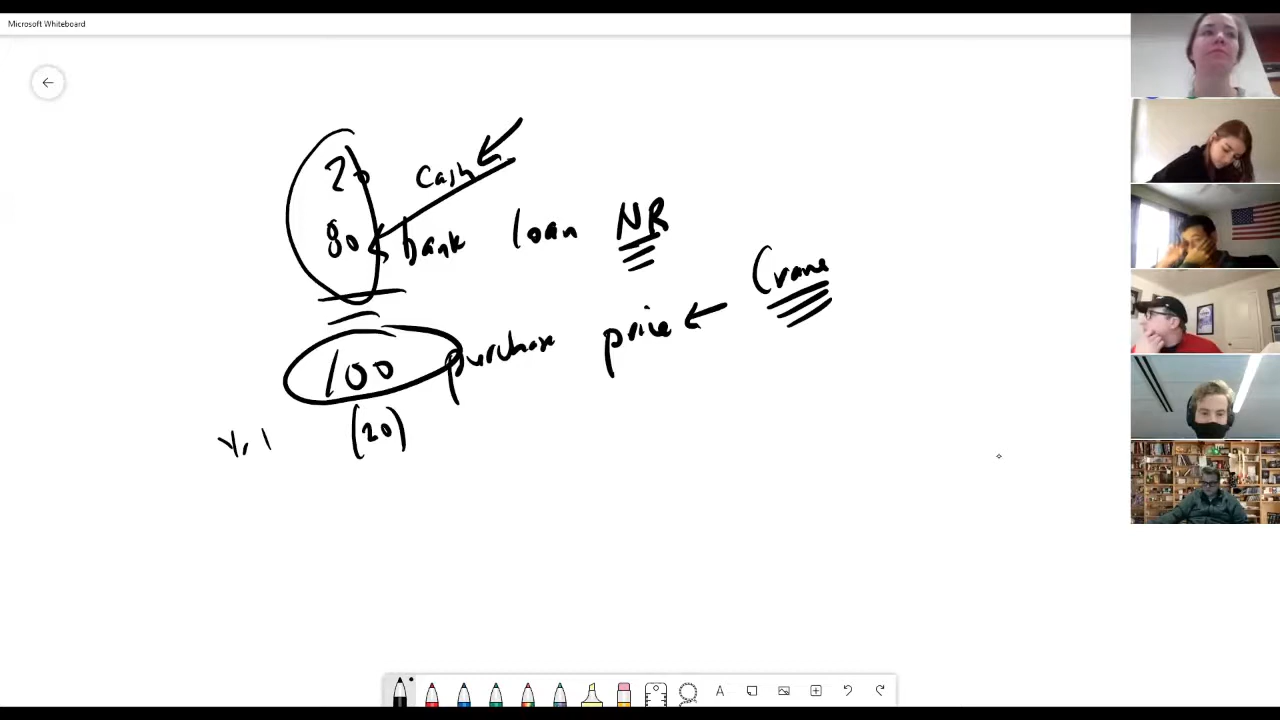 Microsoft Whiteboard
20 cash
80 bank loan NR
Crane
100 purchase price
Yr 1 (20)
A